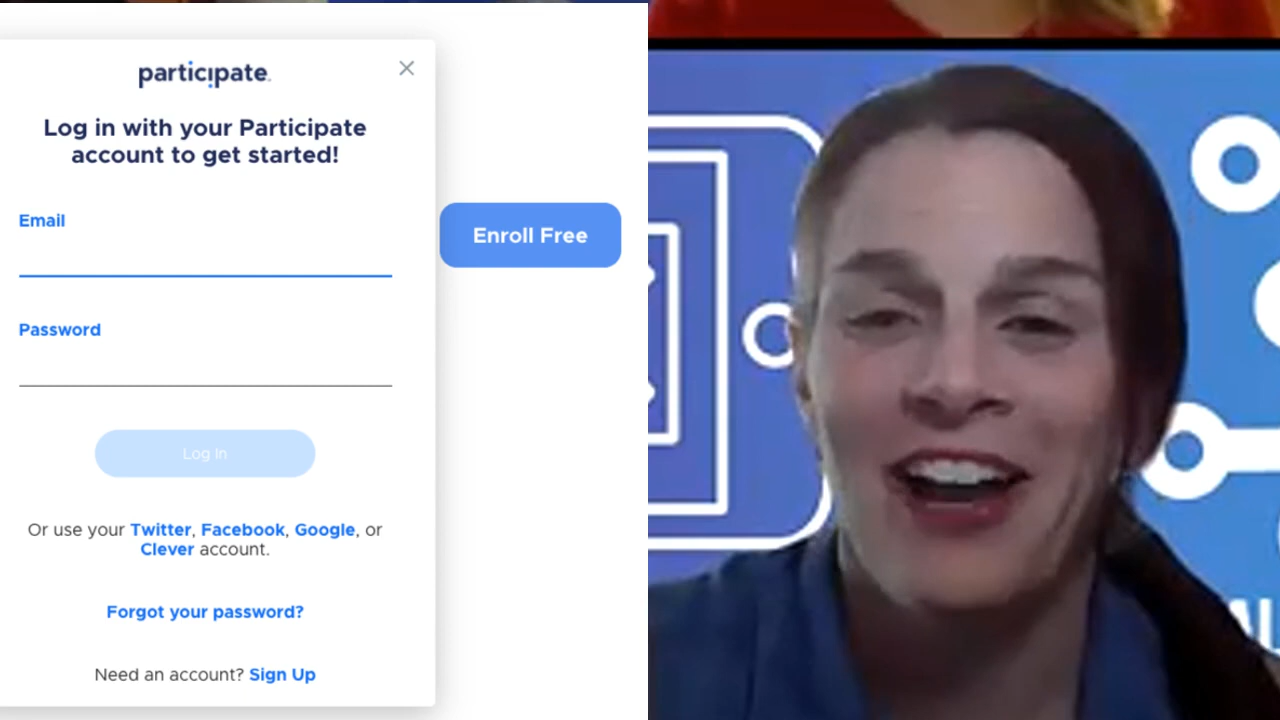 participate.
Log in with your Participate
account to get started!
Email
Enroll Free
Password
Log In
Or use your Twitter, Facebook, Google, or
Clever account.
Forgot your password?
Need an account? Sign Up